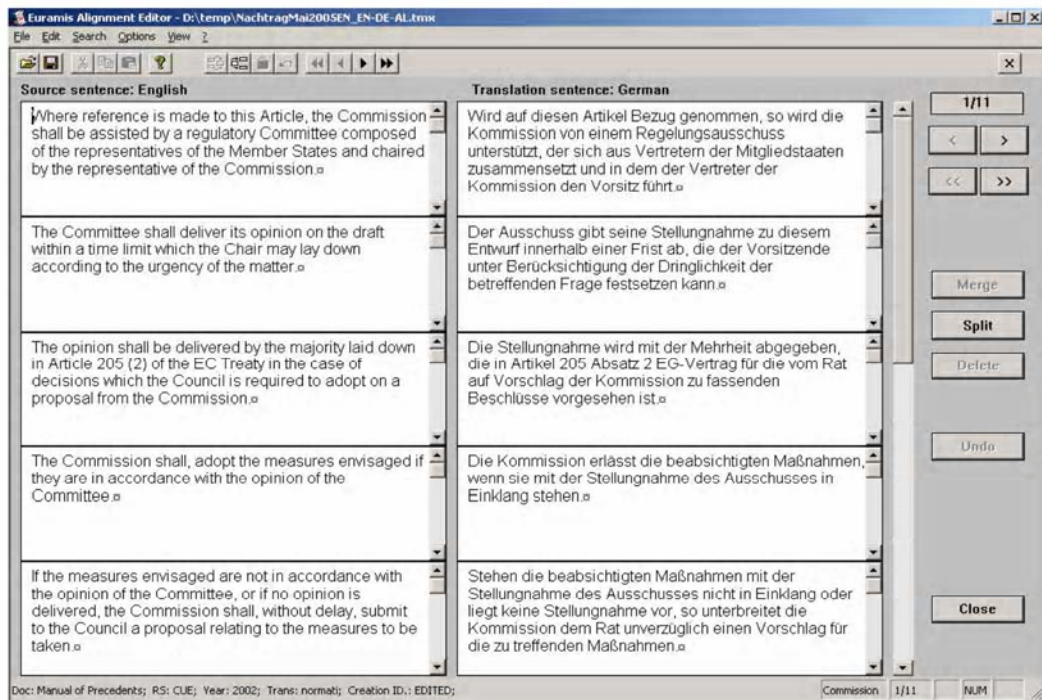 Euramis Alignment Editor - D:\temp\NachtragMai2005EN_EN-DE-AL.tmx
File Edit Search Options View ?
Source sentence: English
Translation sentence: German
1/11
Where reference is made to this Article, the Commission
shall be assisted by a regulatory Committee composed
of the representatives of the Member States and chaired
by the representative of the Commission.¤
Wird auf diesen Artikel Bezug genommen, so wird die
Kommission von einem Regelungsausschuss
unterstützt, der sich aus Vertretern der Mitgliedstaaten
zusammensetzt und in dem der Vertreter der
Kommission den Vorsitz führt.¤
< >
<< >>
The Committee shall deliver its opinion on the draft
within a time limit which the Chair may lay down
according to the urgency of the matter.¤
Der Ausschuss gibt seine Stellungnahme zu diesem
Entwurf innerhalb einer Frist ab, die der Vorsitzende
unter Berücksichtigung der Dringlichkeit der
betreffenden Frage festsetzen kann.¤
Merge
Split
Delete
The opinion shall be delivered by the majority laid down
in Article 205 (2) of the EC Treaty in the case of
decisions which the Council is required to adopt on a
proposal from the Commission.¤
Die Stellungnahme wird mit der Mehrheit abgegeben,
die in Artikel 205 Absatz 2 EG-Vertrag für die vom Rat
auf Vorschlag der Kommission zu fassenden
Beschlüsse vorgesehen ist.¤
Undo
The Commission shall, adopt the measures envisaged if
they are in accordance with the opinion of the
Committee.¤
Die Kommission erlässt die beabsichtigten Maßnahmen,
wenn sie mit der Stellungnahme des Ausschusses in
Einklang stehen.¤
If the measures envisaged are not in accordance with
the opinion of the Committee, or if no opinion is
delivered, the Commission shall, without delay, submit
to the Council a proposal relating to the measures to be
taken.¤
Stehen die beabsichtigten Maßnahmen mit der
Stellungnahme des Ausschusses nicht in Einklang oder
liegt keine Stellungnahme vor, so unterbreitet die
Kommission dem Rat unverzüglich einen Vorschlag für
die zu treffenden Maßnahmen.¤
Close
Doc: Manual of Precedents; RS: CUE; Year: 2002; Trans: normati; Creation ID.: EDITED;
Commission 1/11 NUM